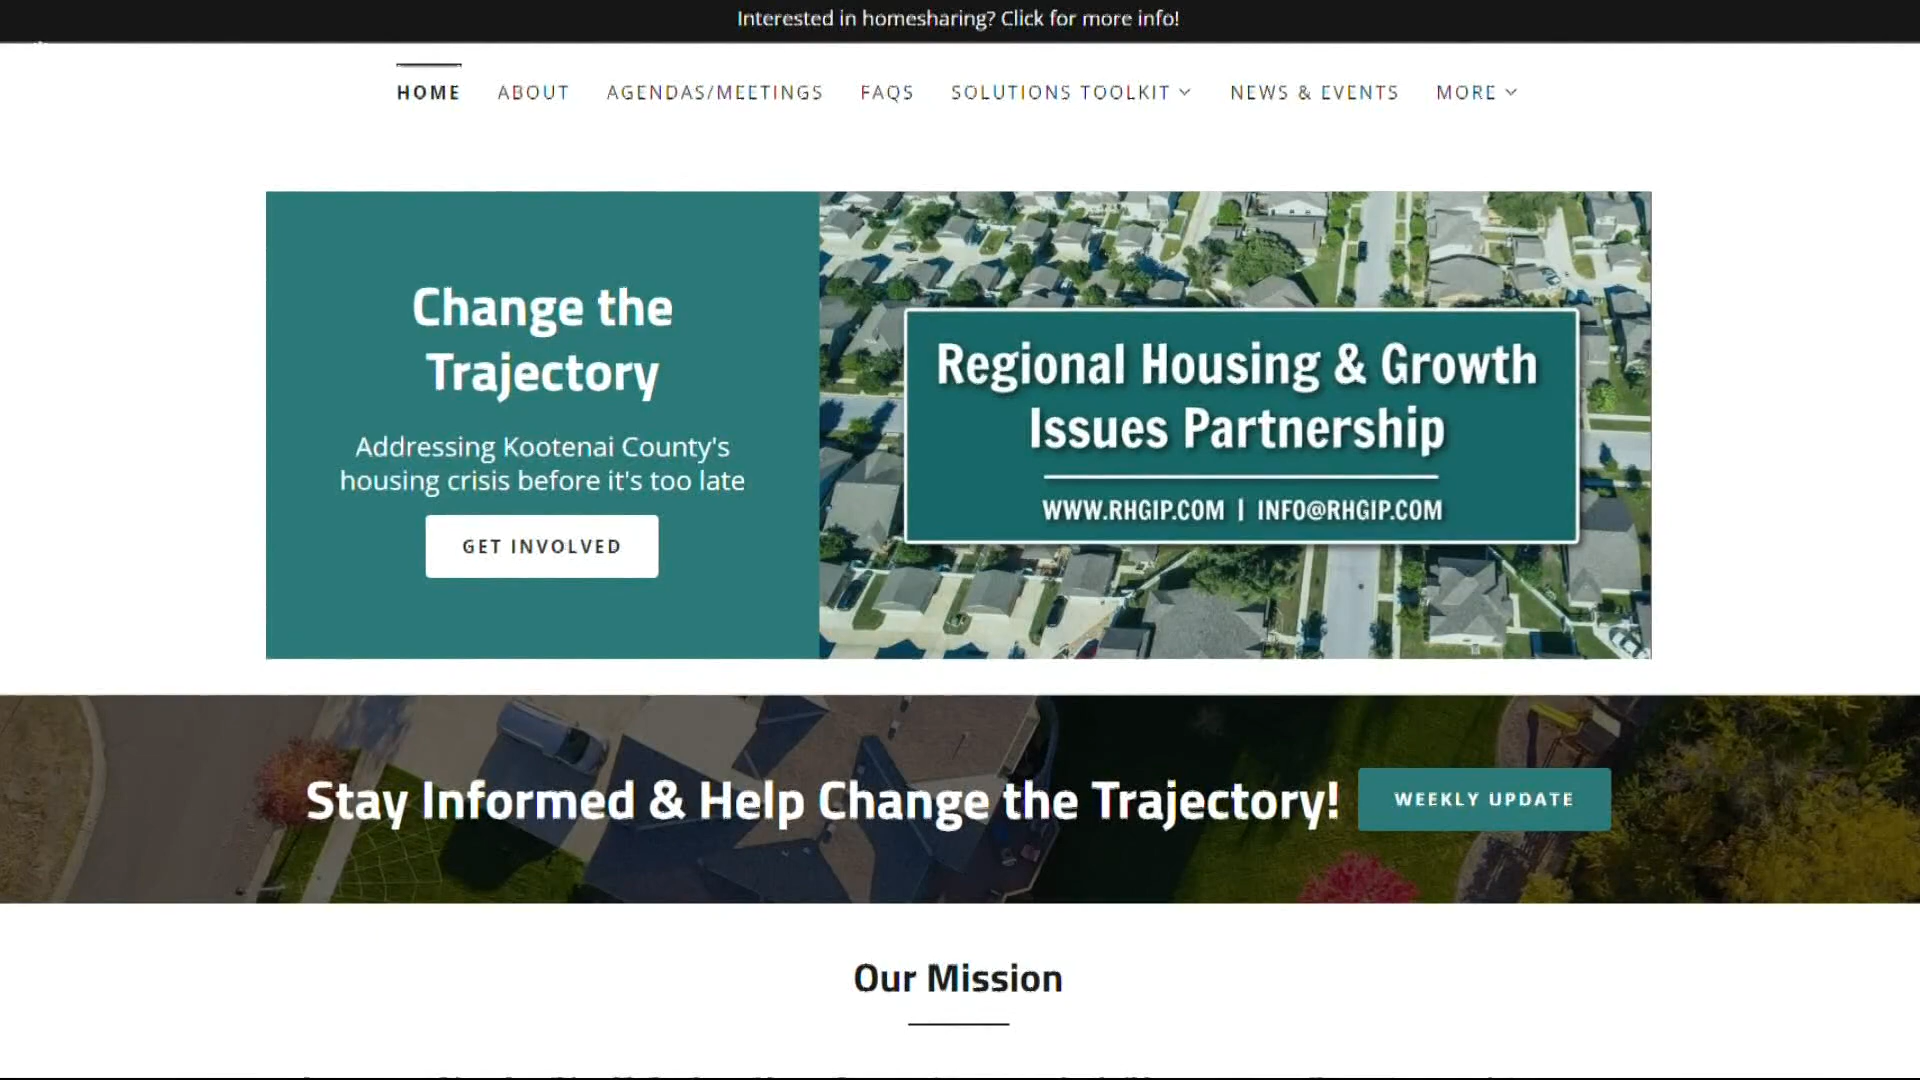 Interested in homesharing? Click for more info!
HOME ABOUT AGENDAS/MEETINGS FAQS SOLUTIONS TOOLKIT NEWS & EVENTS MORE
Change the
Trajectory
Addressing Kootenai County's
housing crisis before it's too late
GET INVOLVED
Regional Housing & Growth
Issues Partnership
WWW.RHGIP.COM | INFO@RHGIP.COM
Stay Informed & Help Change the Trajectory!
WEEKLY UPDATE
Our Mission